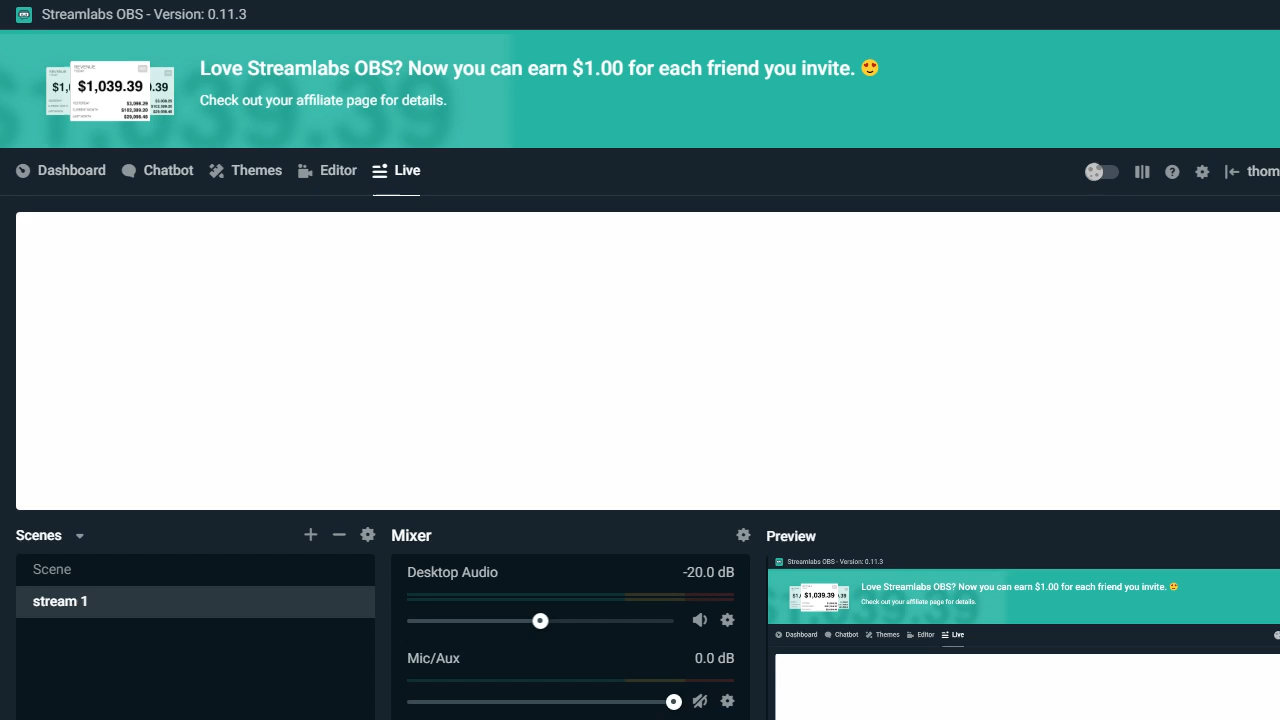 Streamlabs OBS - Version: 0.11.3
REVENUE
$1,039.39
Love Streamlabs OBS? Now you can earn $1.00 for each friend you invite. 😍
Check out your affiliate page for details.
Dashboard
Chatbot
Themes
Editor
Live
thom
Scenes
Mixer
Preview
Scene
stream 1
Desktop Audio
-20.0 dB
Mic/Aux
0.0 dB
Streamlabs OBS - Version: 0.11.3
$1,039.39
Love Streamlabs OBS? Now you can earn $1.00 for each friend you invite. 😍
Check out your affiliate page for details.
Dashboard
Chatbot
Themes
Editor
Live